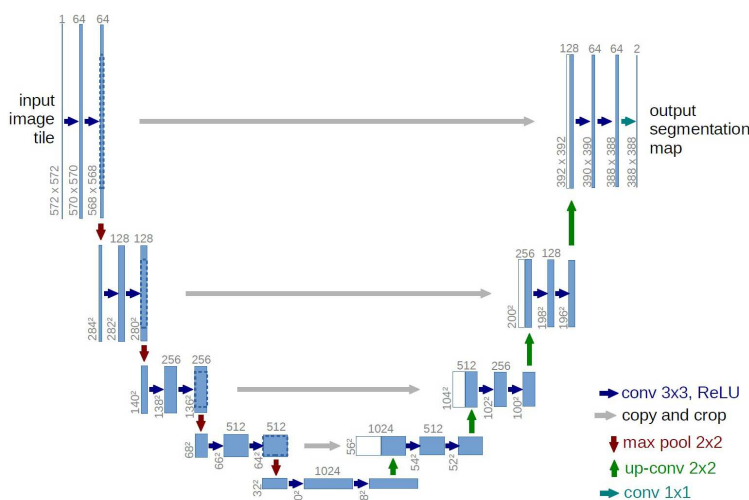 1 64 64
128 64 64 2
input
image
tile
output
segmentation
map
572 x 572
570 x 570
568 x 568
392 x 392
390 x 390
388 x 388
388 x 388
128 128
256 128
284²
282²
280²
200²
198²
196²
256 256
512 256
140²
138²
136²
104²
102²
100²
512 512
1024 512
68²
66²
64²
56²
54²
52²
1024
32²
conv 3x3, ReLU
copy and crop
max pool 2x2
up-conv 2x2
conv 1x1